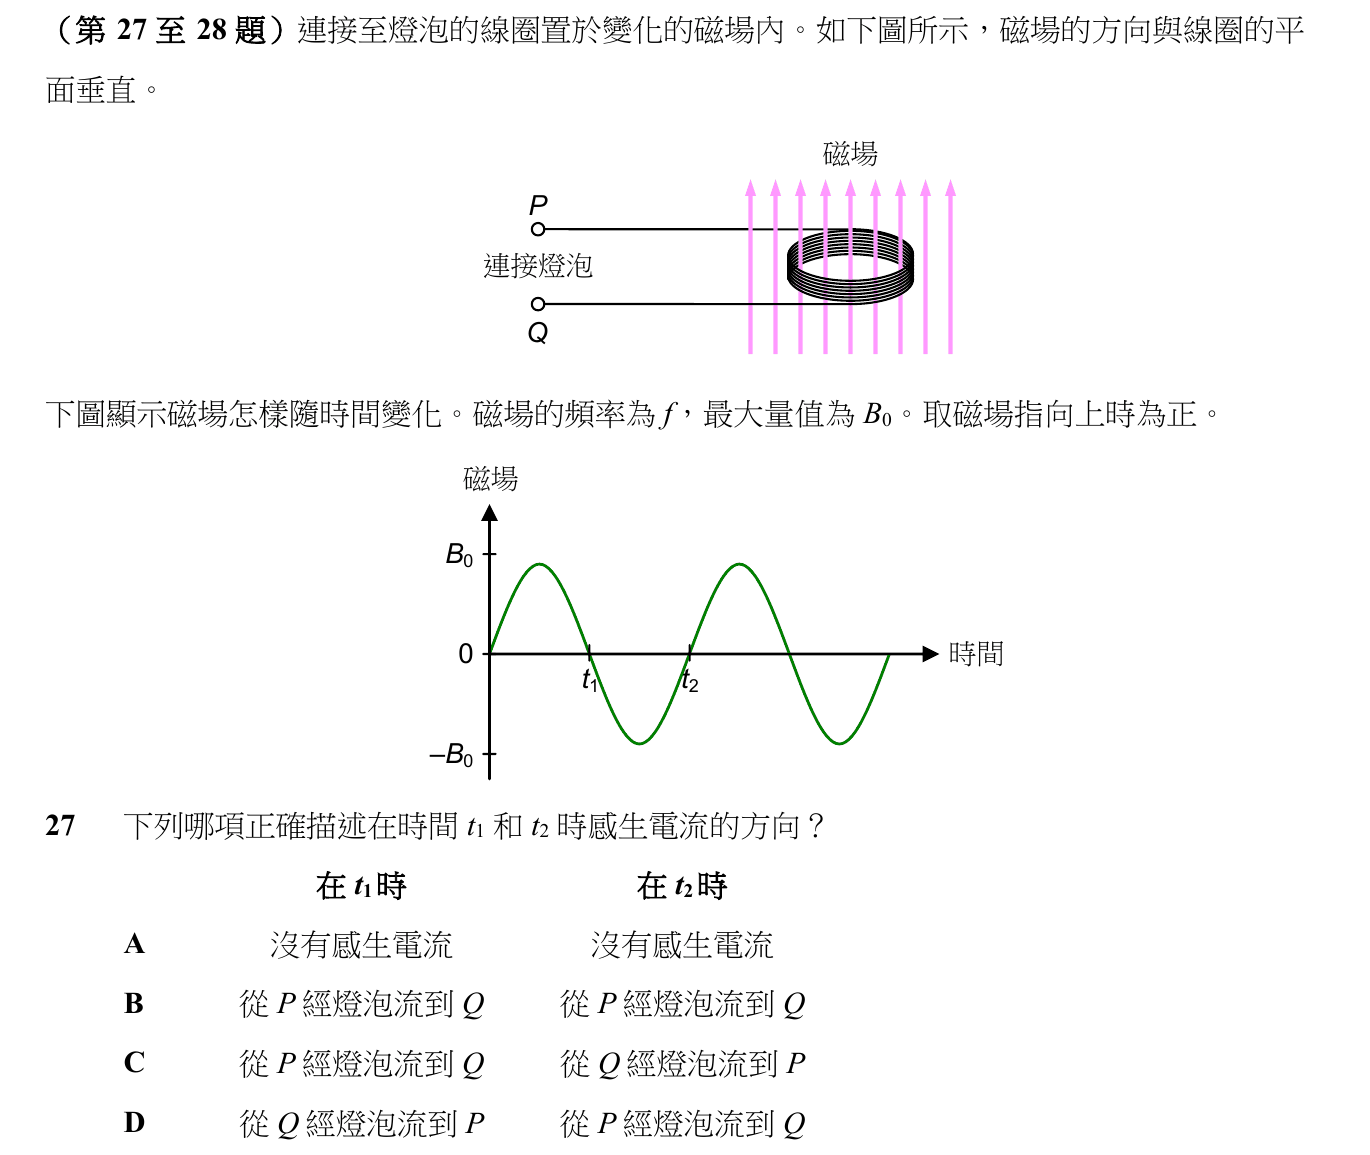 （第 27 至 28 題）連接至燈泡的線圈置於變化的磁場內。如下圖所示，磁場的方向與線圈的平
面垂直。
磁場
P
連接燈泡
Q
下圖顯示磁場怎樣隨時間變化。磁場的頻率為 f，最大量值為 B₀。取磁場指向上時為正。
磁場
B₀
0
t₁ t₂
時間
–B₀
27 下列哪項正確描述在時間 t₁ 和 t₂ 時感生電流的方向？
在 t₁ 時 在 t₂ 時
A 沒有感生電流 沒有感生電流
B 從 P 經燈泡流到 Q 從 P 經燈泡流到 Q
C 從 P 經燈泡流到 Q 從 Q 經燈泡流到 P
D 從 Q 經燈泡流到 P 從 P 經燈泡流到 Q